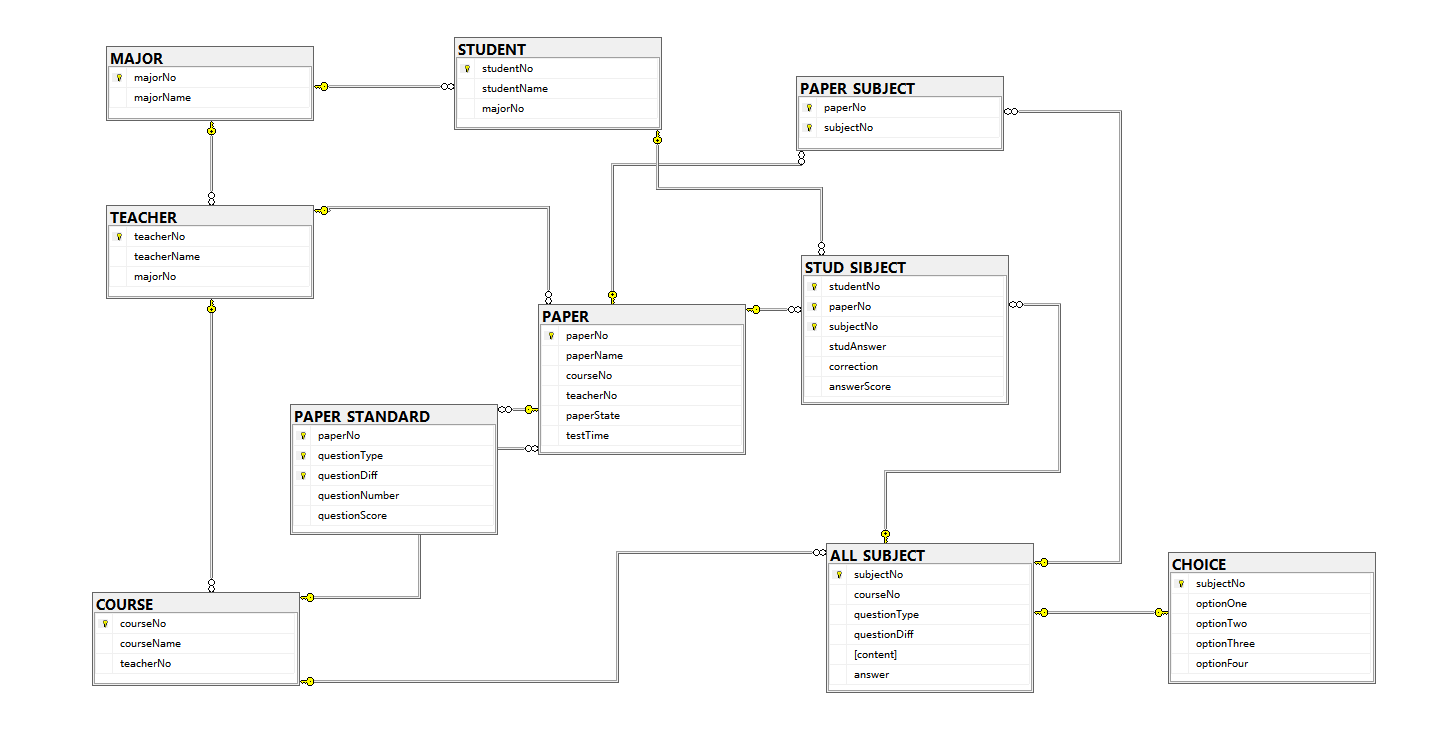 MAJOR
majorNo
majorName
STUDENT
studentNo
studentName
majorNo
PAPER SUBJECT
paperNo
subjectNo
TEACHER
teacherNo
teacherName
majorNo
STUD SIBJECT
studentNo
paperNo
subjectNo
studAnswer
correction
answerScore
PAPER
paperNo
paperName
courseNo
teacherNo
paperState
testTime
PAPER STANDARD
paperNo
questionType
questionDiff
questionNumber
questionScore
COURSE
courseNo
courseName
teacherNo
ALL SUBJECT
subjectNo
courseNo
questionType
questionDiff
[content]
answer
CHOICE
subjectNo
optionOne
optionTwo
optionThree
optionFour